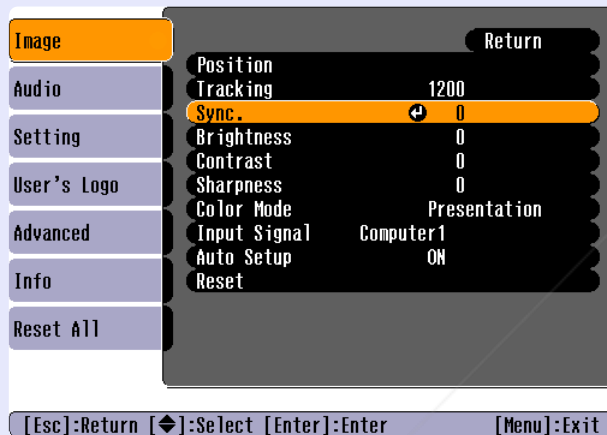 Image
Audio
Setting
User's Logo
Advanced
Info
Reset All
Return
Position
Tracking 1200
Sync. 0
Brightness 0
Contrast 0
Sharpness 0
Color Mode Presentation
Input Signal Computer1
Auto Setup ON
Reset
[Esc]:Return [◆]:Select [Enter]:Enter [Menu]:Exit